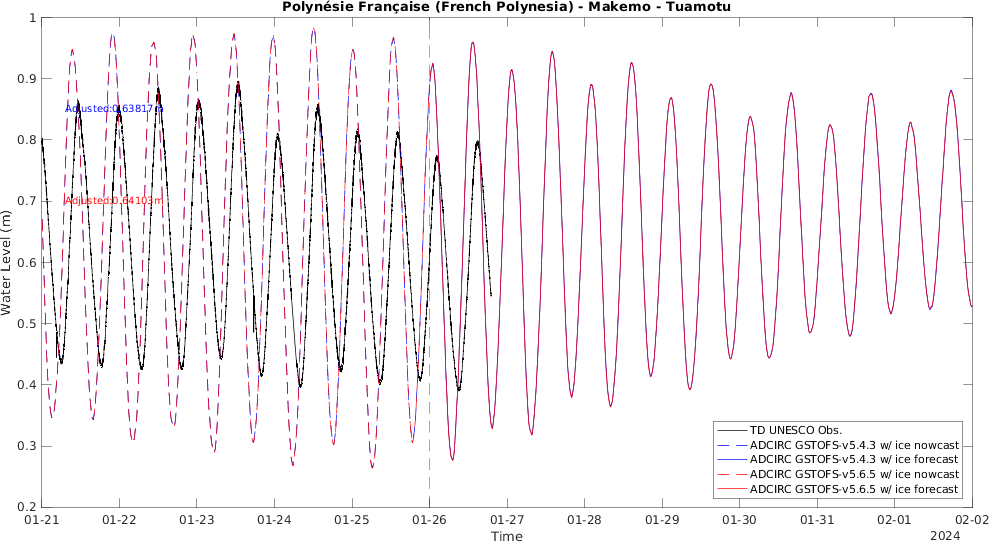 Polynésie Française (French Polynesia) - Makemo - Tuamotu
1
0.9
0.8
0.7
0.6
0.5
0.4
0.3
0.2
Water Level (m)
Adjusted:0.63817m
Adjusted:0.64103m
TD UNESCO Obs.
ADCIRC GSTOFS-v5.4.3 w/ ice nowcast
ADCIRC GSTOFS-v5.4.3 w/ ice forecast
ADCIRC GSTOFS-v5.6.5 w/ ice nowcast
ADCIRC GSTOFS-v5.6.5 w/ ice forecast
01-21 01-22 01-23 01-24 01-25 01-26 01-27 01-28 01-29 01-30 01-31 02-01 02-02
Time
2024